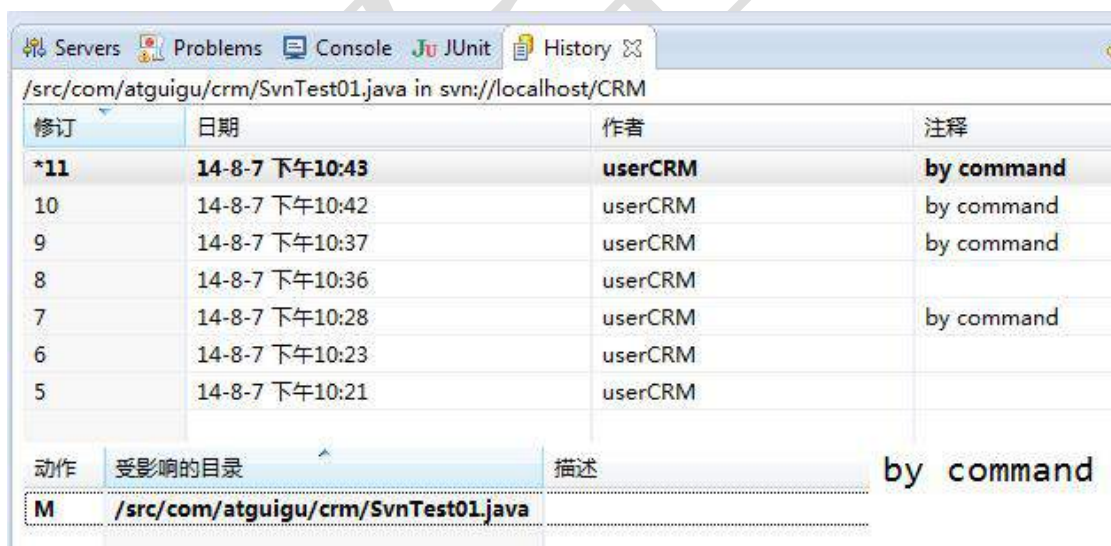 Servers Problems Console Ju JUnit History
/src/com/atguigu/crm/SvnTest01.java in svn://localhost/CRM
修订 日期 作者 注释
*11 14-8-7 下午10:43 userCRM by command
10 14-8-7 下午10:42 userCRM by command
9 14-8-7 下午10:37 userCRM by command
8 14-8-7 下午10:36 userCRM
7 14-8-7 下午10:28 userCRM by command
6 14-8-7 下午10:23 userCRM
5 14-8-7 下午10:21 userCRM
动作 受影响的目录 描述 by command
M /src/com/atguigu/crm/SvnTest01.java